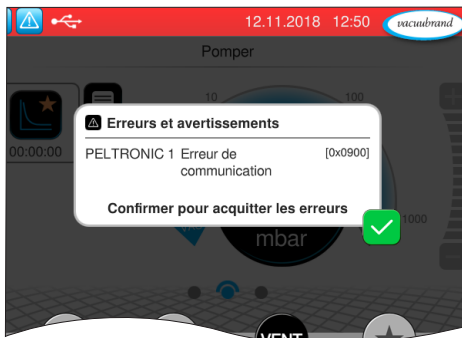 12.11.2018 12:50
vacuubrand
Pomper
10
100
00:00:00
Erreurs et avertissements
PELTRONIC 1 Erreur de communication [0x0900]
Confirmer pour acquitter les erreurs
1000
mbar
VENT